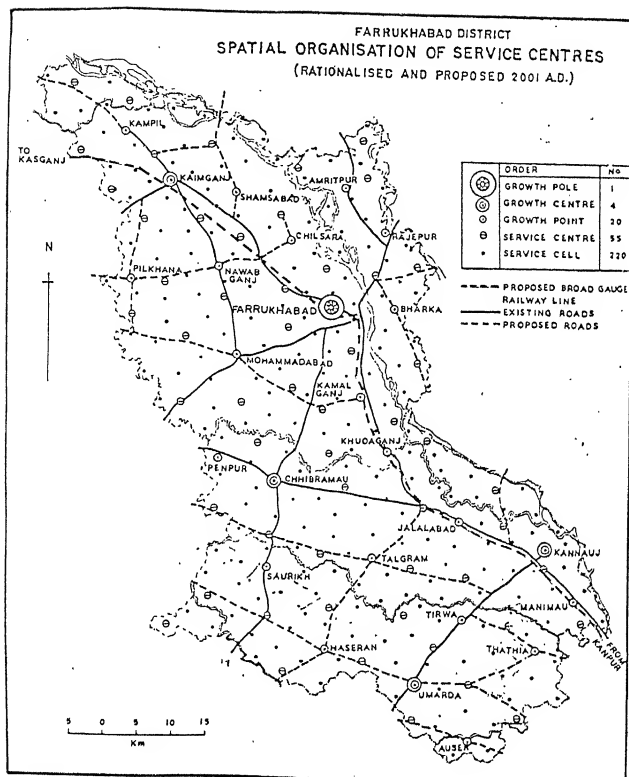 FARRUKHABAD DISTRICT
SPATIAL ORGANISATION OF SERVICE CENTRES
(RATIONALISED AND PROPOSED 2001 A.D.)
KAMPIL
TO
KASGANJ
KAIMGANJ
AMRITPUR
SHAMSABAD
ORDER No
GROWTH POLE 1
GROWTH CENTRE 4
GROWTH POINT 20
SERVICE CENTRE 55
SERVICE CELL 220
PROPOSED BROAD GAUGE
RAILWAY LINE
EXISTING ROADS
PROPOSED ROADS
N
CHILSARA
RAJEPUR
PILKHANA
NAWAB
GANJ
FARRUKHABAD
BHARKA
MOHAMMADABAD
KAMAL
GANJ
KHUDAGANJ
PENPUR
CHHIBRAMAU
JALALABAD
KANNAUJ
TALGRAM
SAURIKH
MANIMAU
TIRWA
FROM
KANPUR
HASERAN
THATHIA
UMARDA
AUSER
5 0 5 10 15
Km